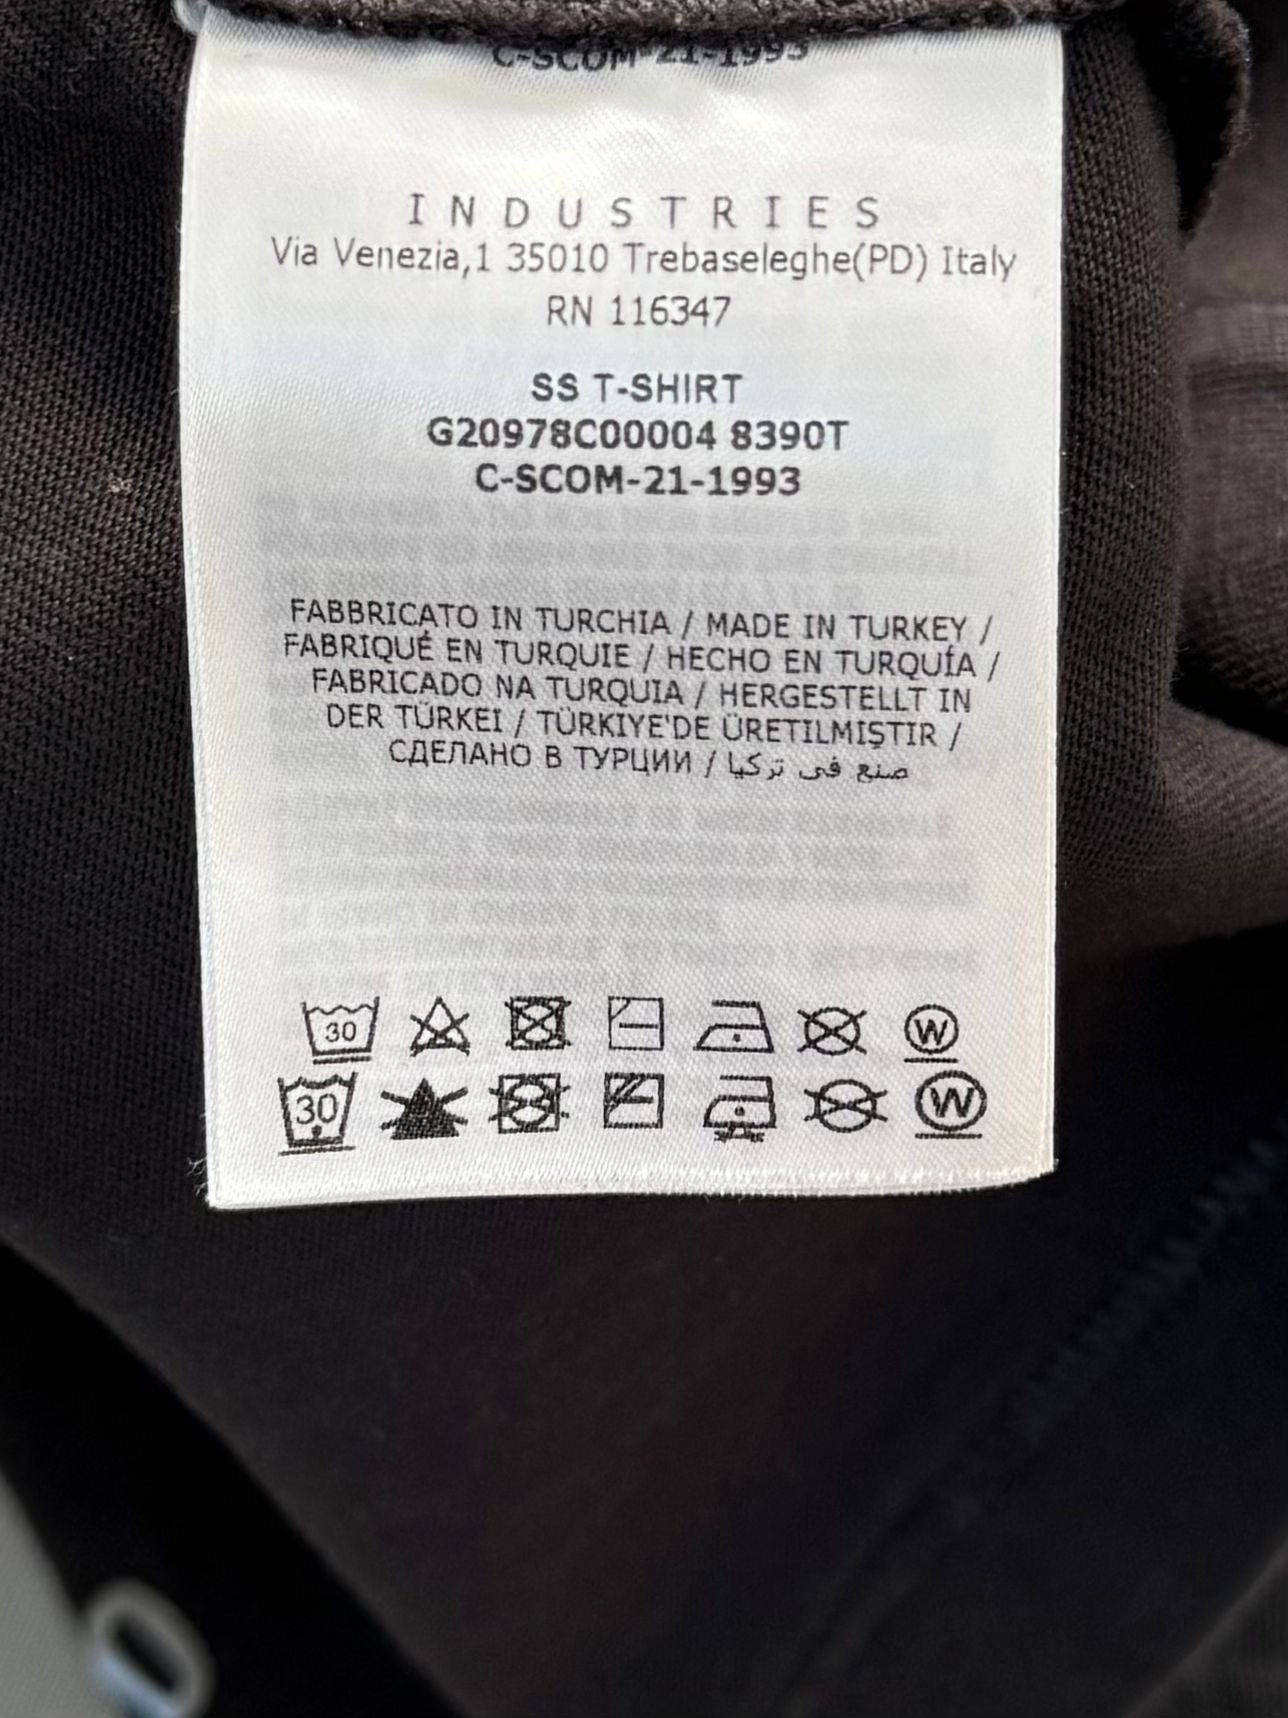 C-SCOM-21-1993
INDUSTRIES
Via Venezia,1 35010 Trebaseleghe(PD) Italy
RN 116347
SS T-SHIRT
G20978C00004 8390T
C-SCOM-21-1993
FABBRICATO IN TURCHIA / MADE IN TURKEY /
FABRIQUÉ EN TURQUIE / HECHO EN TURQUÍA /
FABRICADO NA TURQUIA / HERGESTELLT IN
DER TÜRKEI / TÜRKIYE'DE ÜRETILMIŞTIR /
СДЕЛАНО В ТУРЦИИ / صنع في تركيا
30 W
30 W